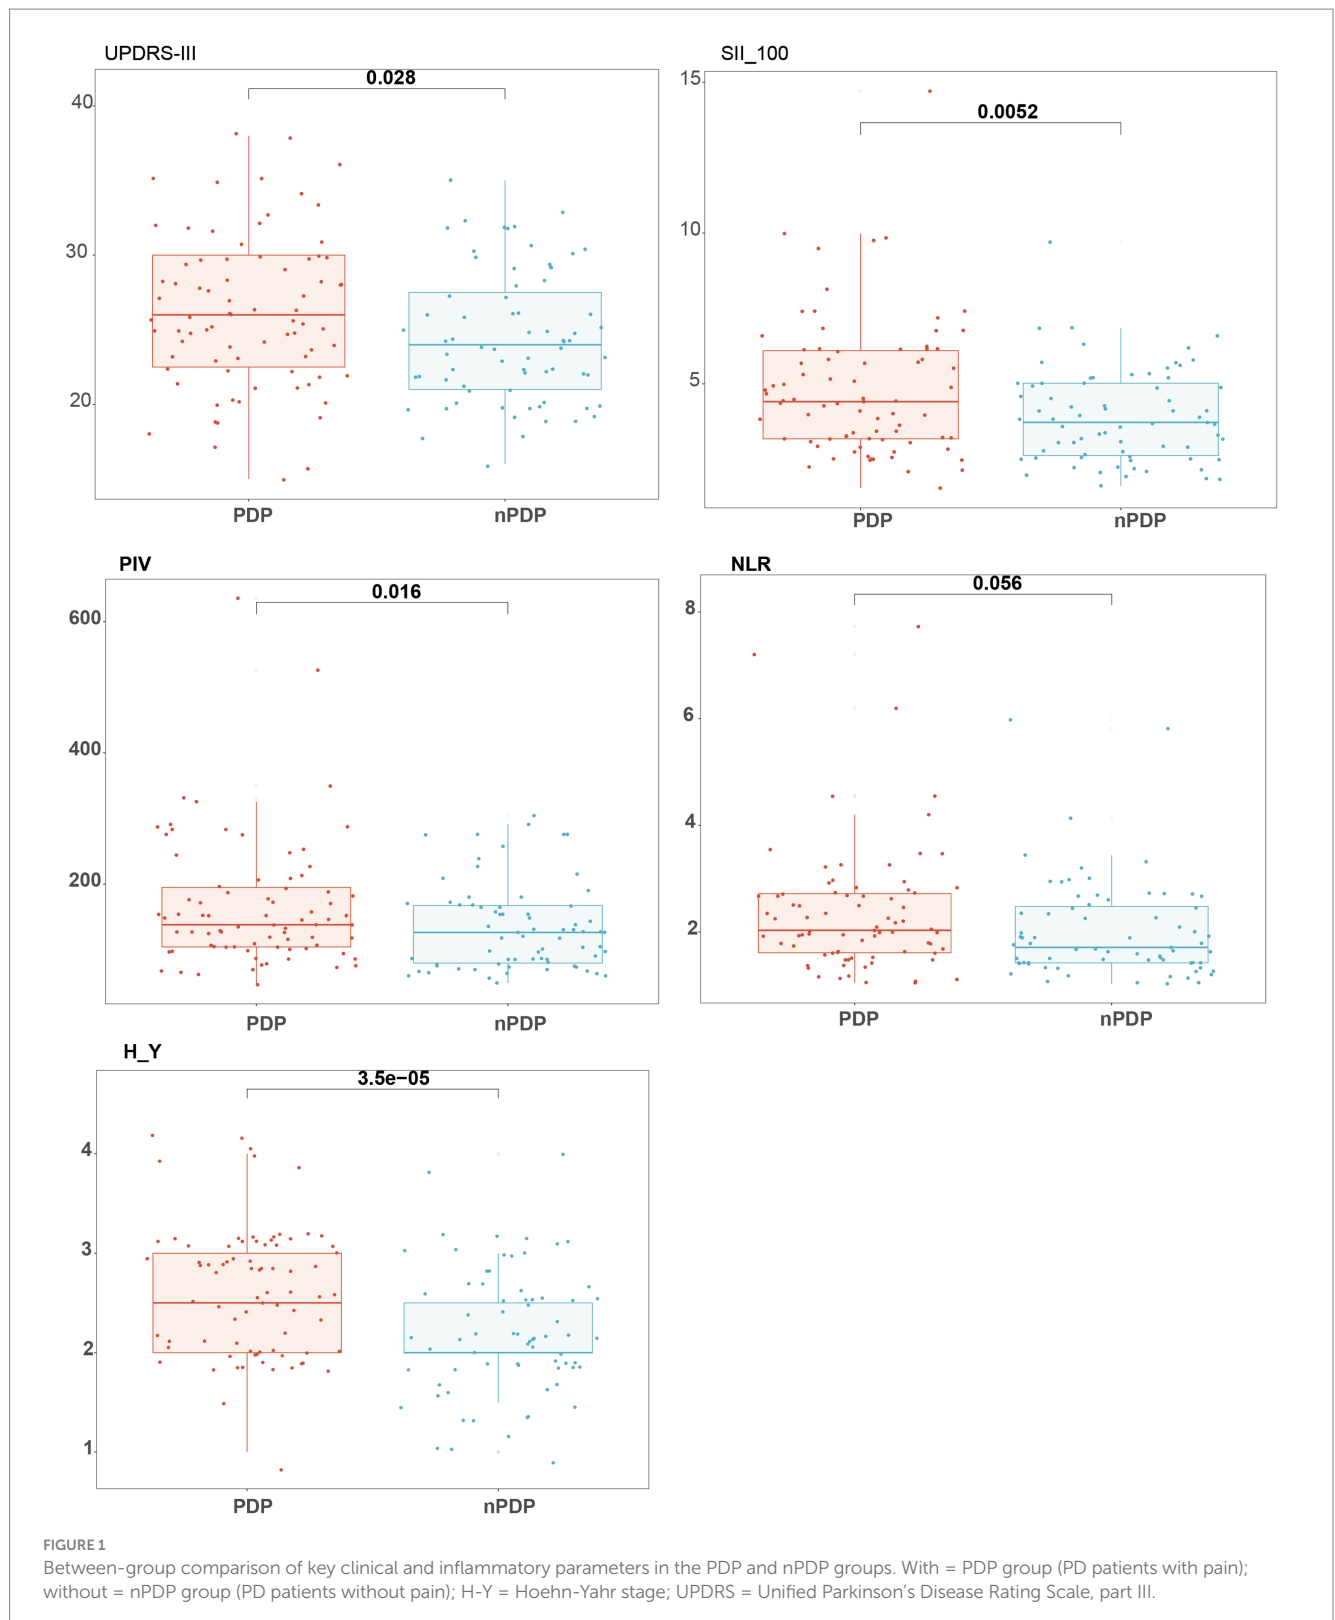 UPDRS-III
0.028
40
30
20
PDP nPDP
SII_100
0.0052
15
10
5
PDP nPDP
PIV
0.016
600
400
200
PDP nPDP
NLR
0.056
8
6
4
2
PDP nPDP
H_Y
3.5e−05
4
3
2
1
PDP nPDP
FIGURE 1
Between-group comparison of key clinical and inflammatory parameters in the PDP and nPDP groups. With = PDP group (PD patients with pain);
without = nPDP group (PD patients without pain); H-Y = Hoehn-Yahr stage; UPDRS = Unified Parkinson’s Disease Rating Scale, part III.